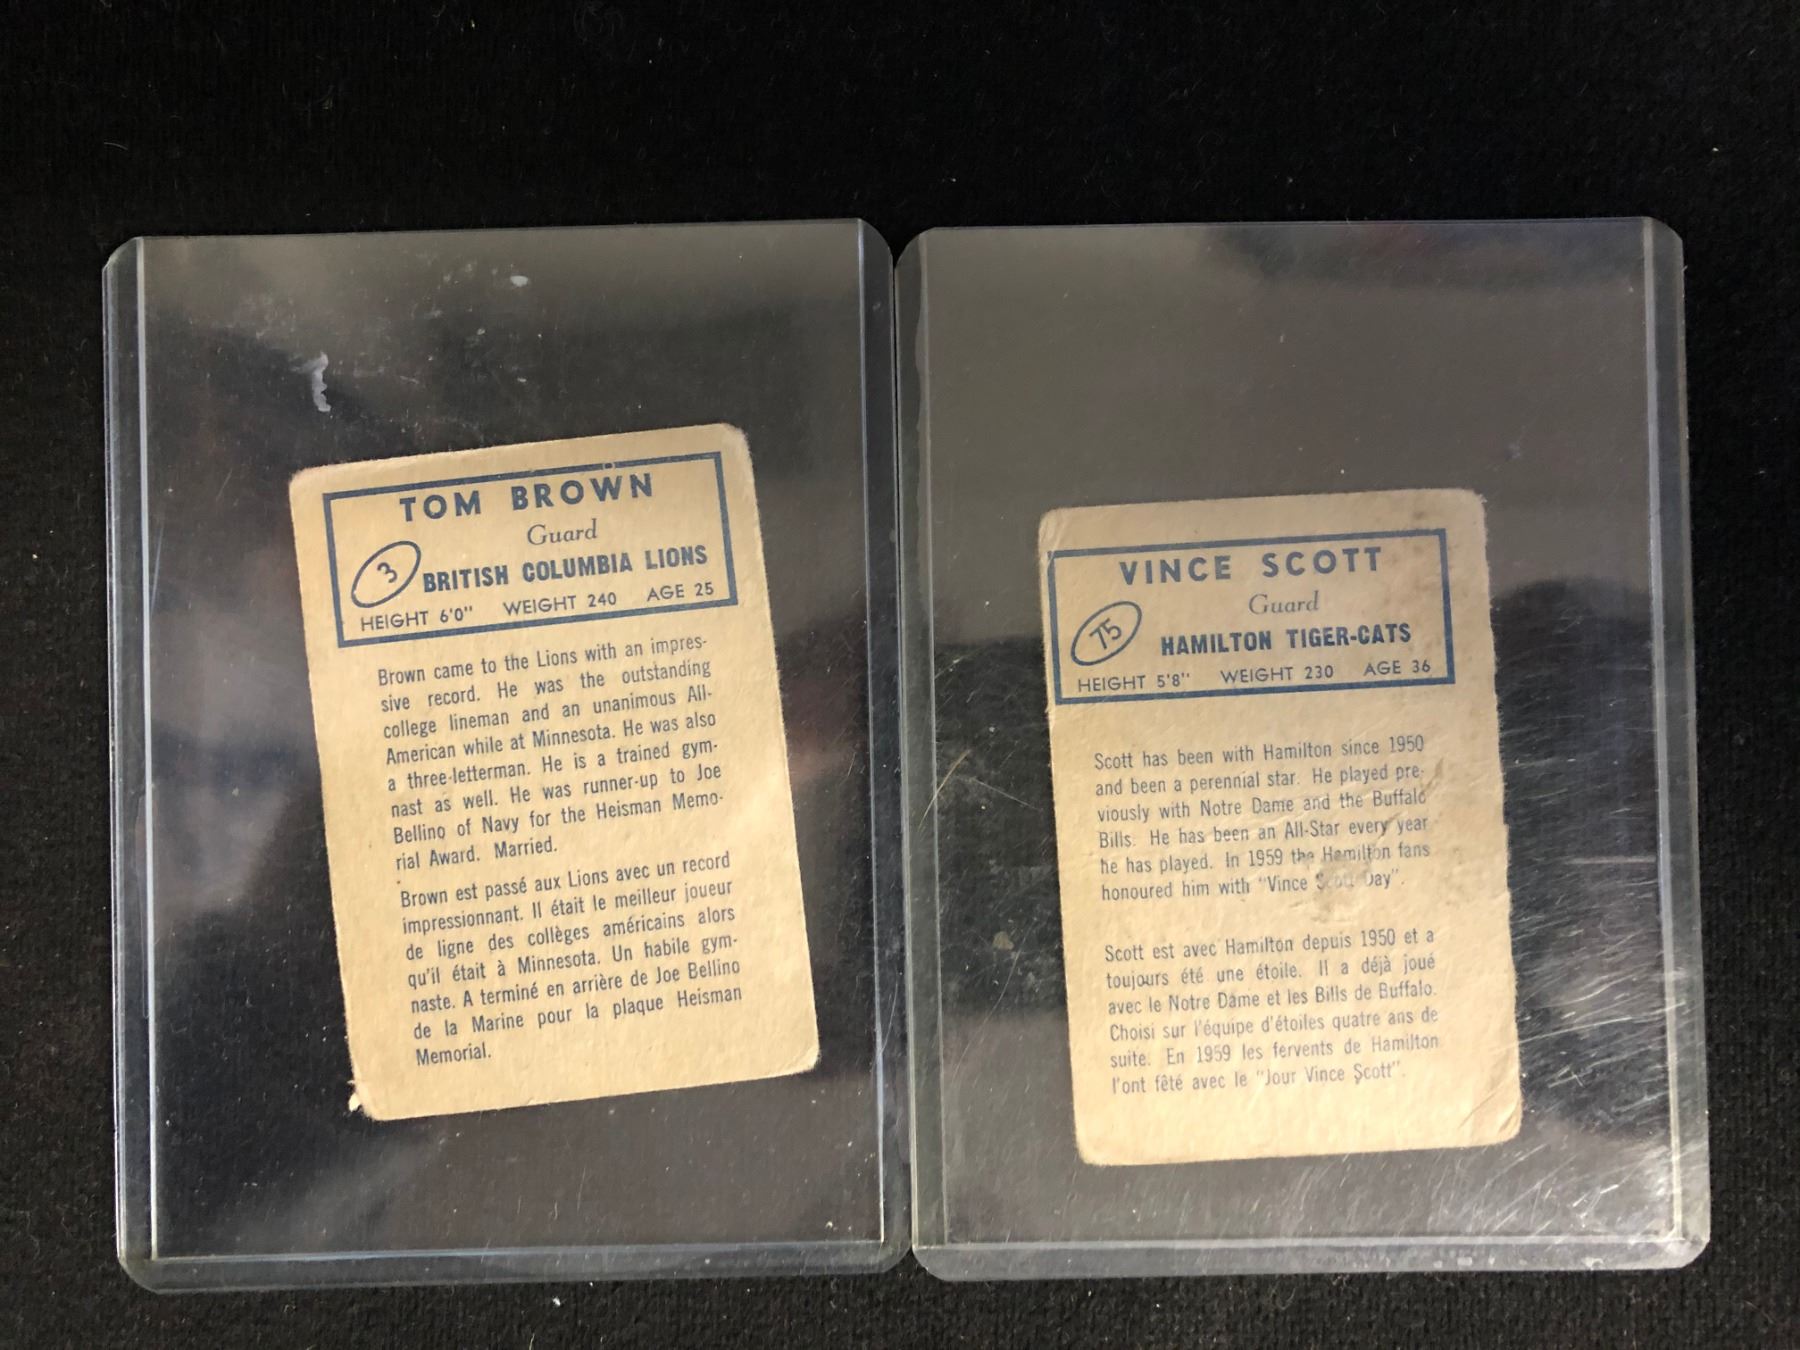 TOM BROWN
Guard
3
BRITISH COLUMBIA LIONS
HEIGHT 6'0" WEIGHT 240 AGE 25
Brown came to the Lions with an impres-
sive record. He was the outstanding
college lineman and an unanimous All-
American while at Minnesota. He was also
a three-letterman. He is a trained gym-
nast as well. He was runner-up to Joe
Bellino of Navy for the Heisman Memo-
rial Award. Married.
Brown est passé aux Lions avec un record
impressionnant. Il était le meilleur joueur
de ligne des collèges américains alors
qu'il était à Minnesota. Un habile gym-
naste. A terminé en arrière de Joe Bellino
de la Marine pour la plaque Heisman
Memorial.
VINCE SCOTT
Guard
75
HAMILTON TIGER-CATS
HEIGHT 5'8" WEIGHT 230 AGE 36
Scott has been with Hamilton since 1950
and been a perennial star. He played pre-
viously with Notre Dame and the Buffalo
Bills. He has been an All-Star every year
he has played. In 1959 the Hamilton fans
honoured him with "Vince Scott Day".
Scott est avec Hamilton depuis 1950 et a
toujours été une étoile. Il a déjà joué
avec le Notre Dame et les Bills de Buffalo.
Choisi sur l'équipe d'étoiles quatre ans de
suite. En 1959 les fervents de Hamilton
l'ont fêté avec le "Jour Vince Scott".